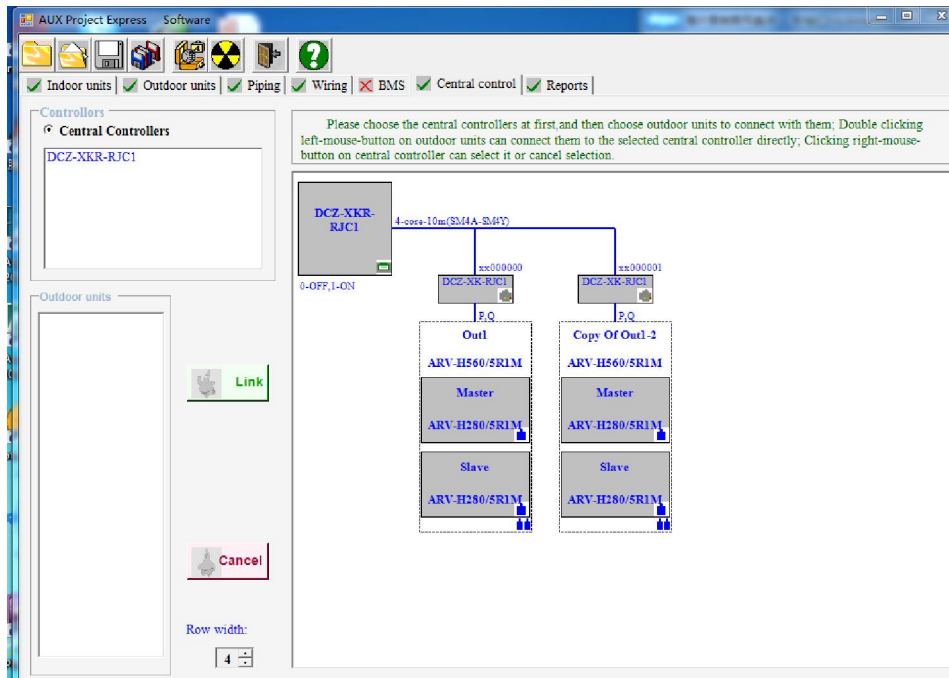 AUX Project Express Software
Indoor units Outdoor units Piping Wiring BMS Central control Reports
Controllors
Central Controllers
DCZ-XKR-RJC1
Please choose the central controllers at first,and then choose outdoor units to connect with them; Double clicking
left-mouse-button on outdoor units can connect them to the selected central controller directly; Clicking right-mouse-
button on central controller can select it or cancel selection.
DCZ-XKR-
RJC1
4-core-10m(SM4A-SM4Y)
0-OFF,1-ON
xx000000
DCZ-XK-RJC1
P,Q
Out1
ARV-H560/5R1M
Master
ARV-H280/5R1M
Slave
ARV-H280/5R1M
xx000001
DCZ-XK-RJC1
P,Q
Copy Of Out1-2
ARV-H560/5R1M
Master
ARV-H280/5R1M
Slave
ARV-H280/5R1M
Outdoor units
Link
Cancel
Row width:
4